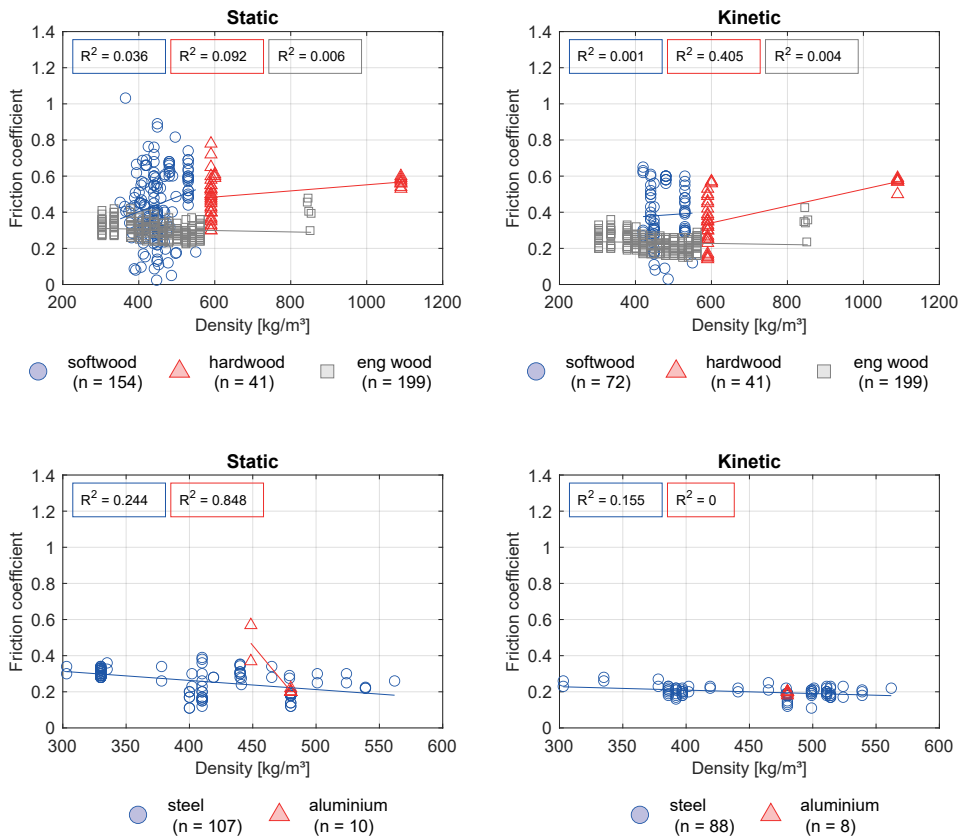 Static
R² = 0.036
R² = 0.092
R² = 0.006
Friction coefficient
1.4
1.2
1
0.8
0.6
0.4
0.2
0
200 400 600 800 1000 1200
Density [kg/m³]
softwood (n = 154)
hardwood (n = 41)
eng wood (n = 199)
Kinetic
R² = 0.001
R² = 0.405
R² = 0.004
Friction coefficient
1.4
1.2
1
0.8
0.6
0.4
0.2
0
200 400 600 800 1000 1200
Density [kg/m³]
softwood (n = 72)
hardwood (n = 41)
eng wood (n = 199)
Static
R² = 0.244
R² = 0.848
Friction coefficient
1.4
1.2
1
0.8
0.6
0.4
0.2
0
300 350 400 450 500 550 600
Density [kg/m³]
steel (n = 107)
aluminium (n = 10)
Kinetic
R² = 0.155
R² = 0
Friction coefficient
1.4
1.2
1
0.8
0.6
0.4
0.2
0
300 350 400 450 500 550 600
Density [kg/m³]
steel (n = 88)
aluminium (n = 8)